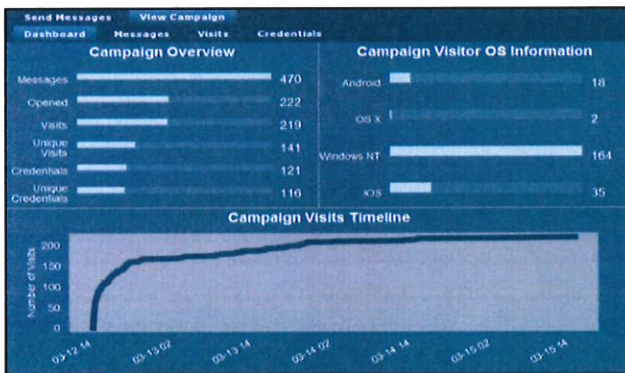 Send Messages View Campaign
Dashboard Messages Visits Credentials
Campaign Overview
Messages 470
Opened 222
Visits 219
Unique
Visits 141
Credentials 121
Unique
Credentials 116
Campaign Visitor OS Information
Android 18
OS X 2
Windows NT 164
iOS 35
Campaign Visits Timeline
Number of Visits
200
150
100
50
0
03-12 14 03-13 02 03-13 14 03-14 02 03-14 14 03-15 02 03-15 14